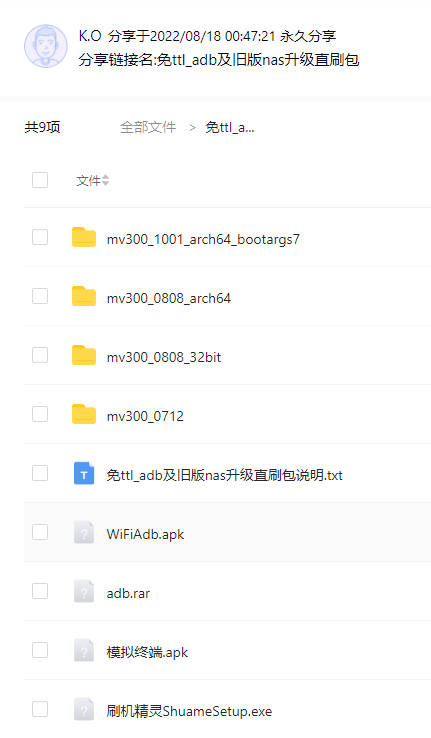 K.O 分享于2022/08/18 00:47:21 永久分享
分享链接名:免ttl_adb及旧版nas升级直刷包
共9项 全部文件 > 免ttl_a...
文件
mv300_1001_arch64_bootargs7
mv300_0808_arch64
mv300_0808_32bit
mv300_0712
免ttl_adb及旧版nas升级直刷包说明.txt
WiFiAdb.apk
adb.rar
模拟终端.apk
刷机精灵ShuameSetup.exe